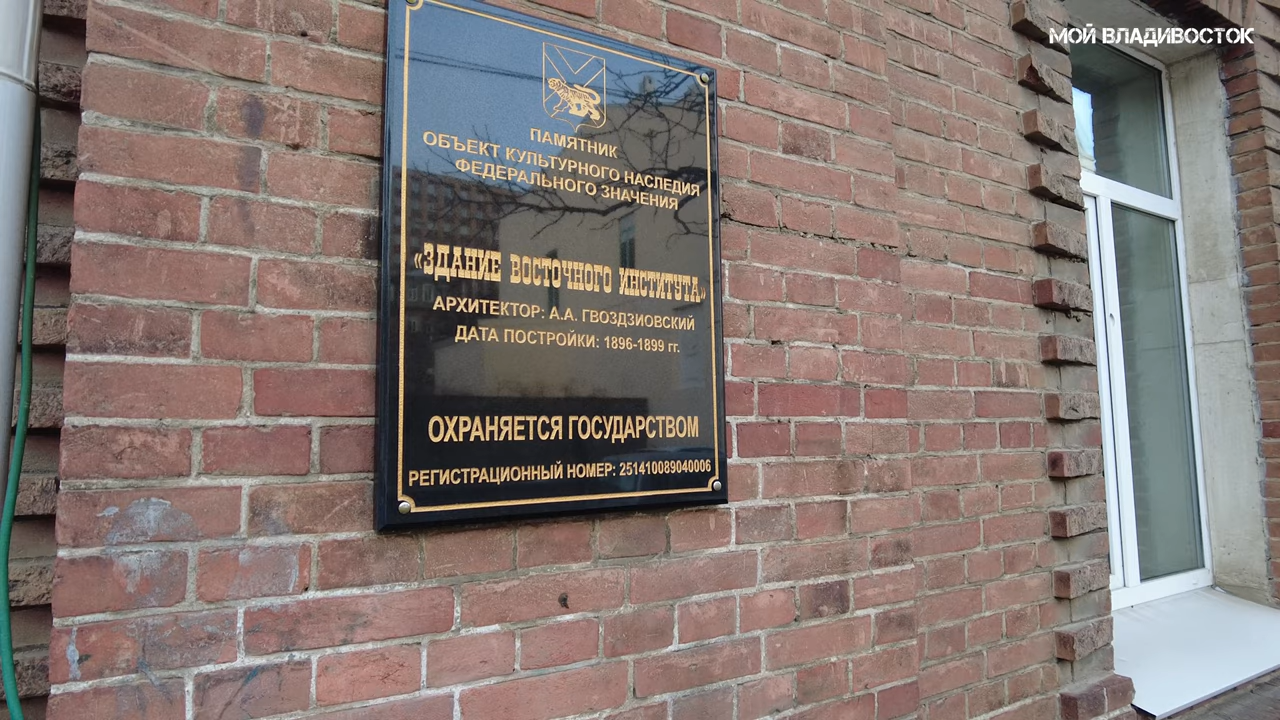 МОЙ ВЛАДИВОСТОК
ПАМЯТНИК
ОБЪЕКТ КУЛЬТУРНОГО НАСЛЕДИЯ
ФЕДЕРАЛЬНОГО ЗНАЧЕНИЯ
«ЗДАНИЕ ВОСТОЧНОГО ИНСТИТУТА»
АРХИТЕКТОР: А.А. ГВОЗДЗИОВСКИЙ
ДАТА ПОСТРОЙКИ: 1896-1899 гг.
ОХРАНЯЕТСЯ ГОСУДАРСТВОМ
РЕГИСТРАЦИОННЫЙ НОМЕР: 251410089040006